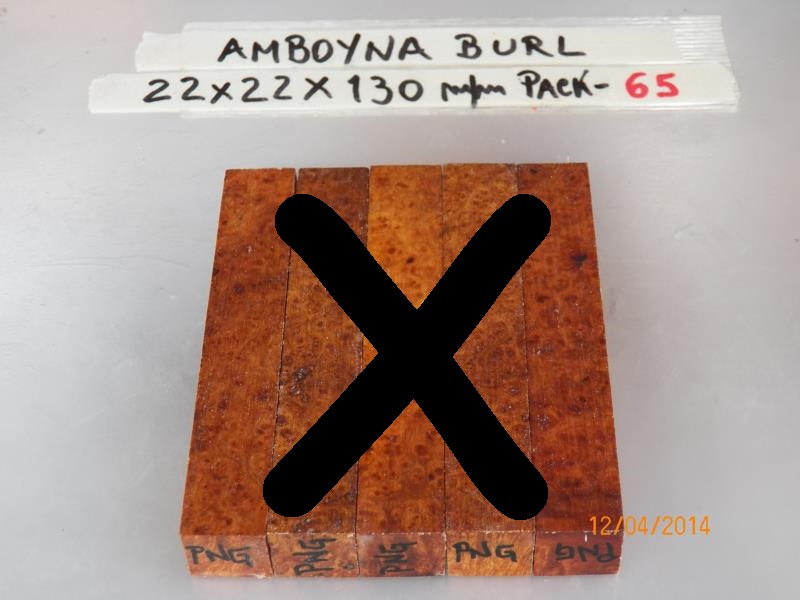 AMBOYNA BURL
22x22x130 m/m PACK- 65
12/04/2014
PNG PNG PNG PNG PNG